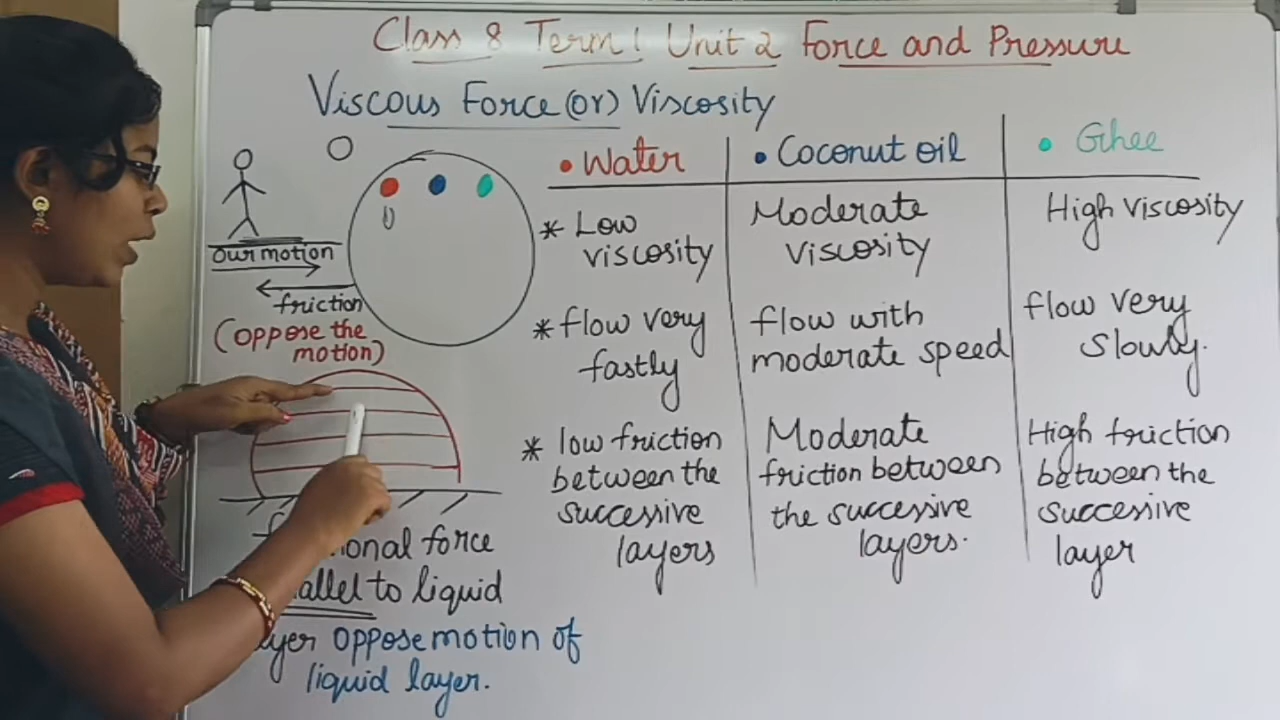 Class 8 Term 1 Unit 2 Force and Pressure
Viscous Force (or) Viscosity
our motion
friction
(oppose the
motion)
force
to liquid
oppose motion of
liquid layer.
• Water
* Low
viscosity
* flow very
fastly
* low friction
between the
successive
layers
• Coconut oil
Moderate
viscosity
flow with
moderate speed
Moderate
friction between
the successive
layers.
• Ghee
High viscosity
flow very
slowly.
High friction
between the
successive
layer